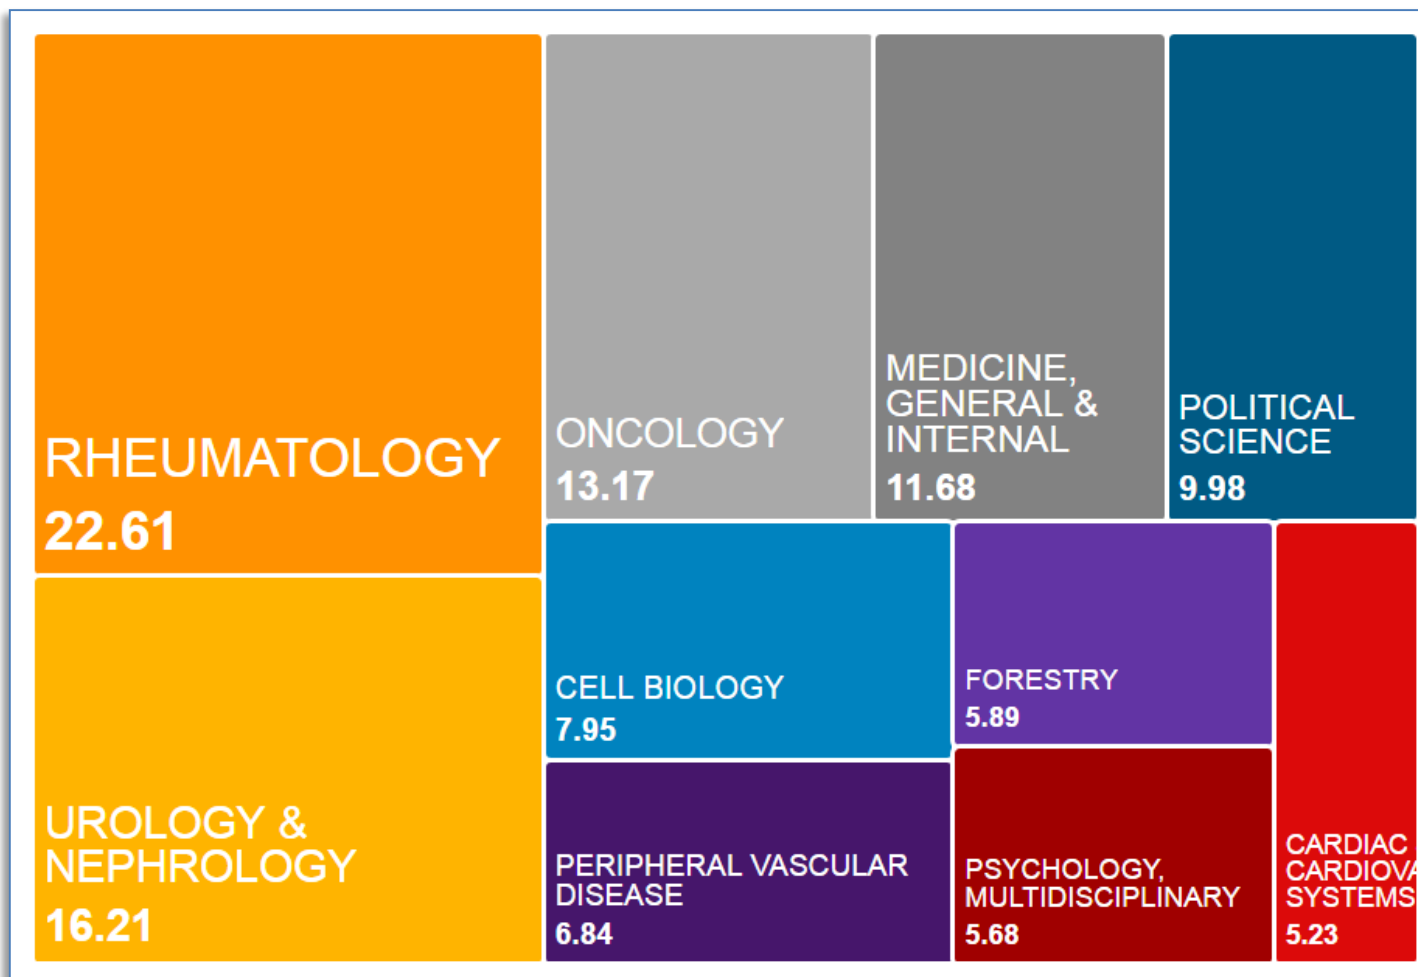 RHEUMATOLOGY
22.61
ONCOLOGY
13.17
MEDICINE,
GENERAL &
INTERNAL
11.68
POLITICAL
SCIENCE
9.98
UROLOGY &
NEPHROLOGY
16.21
CELL BIOLOGY
7.95
FORESTRY
5.89
PERIPHERAL VASCULAR
DISEASE
6.84
PSYCHOLOGY,
MULTIDISCIPLINARY
5.68
CARDIAC
SYSTEMS
5.23